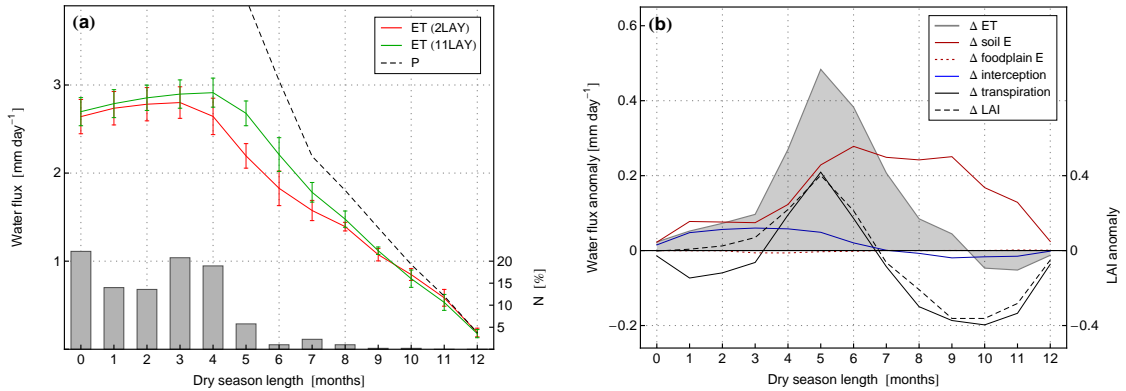 (a)
ET (2LAY)
ET (11LAY)
P
Water flux [mm day⁻¹]
3
2
1
20
15
10
5
N [%]
0 1 2 3 4 5 6 7 8 9 10 11 12
Dry season length [months]
(b)
Δ ET
Δ soil E
Δ foodplain E
Δ interception
Δ transpiration
Δ LAI
Water flux anomaly [mm day⁻¹]
0.6
0.4
0.2
0
−0.2
0.4
0
−0.4
LAI anomaly
0 1 2 3 4 5 6 7 8 9 10 11 12
Dry season length [months]